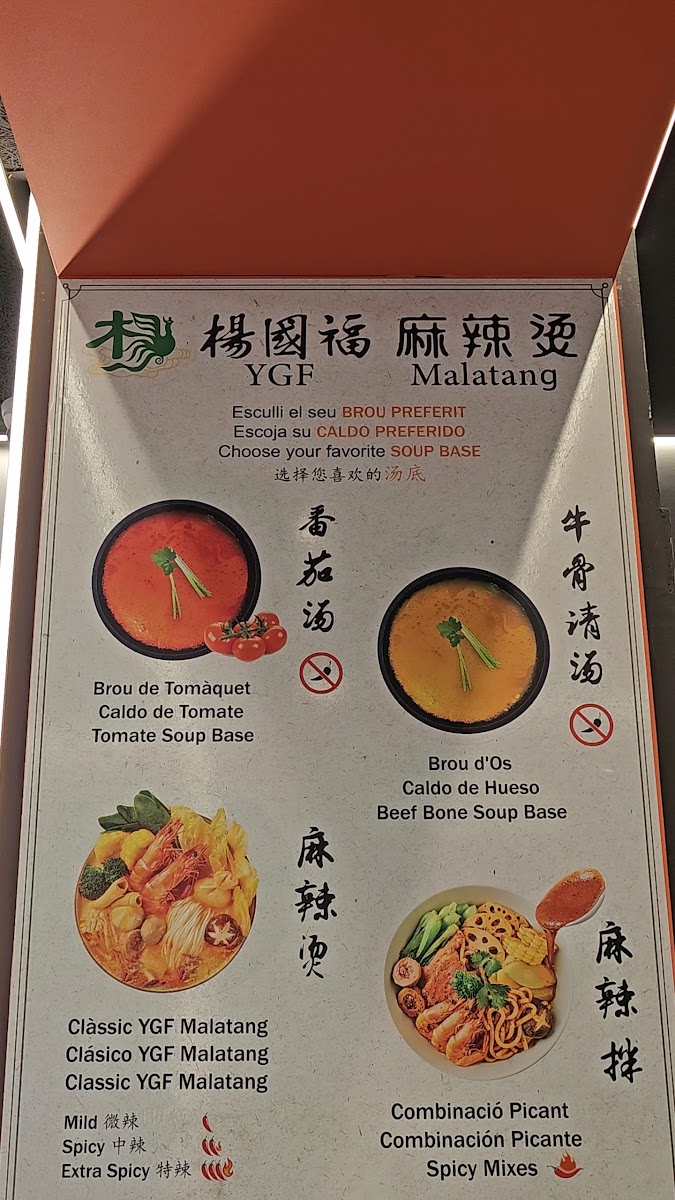 楊國福 麻辣烫
YGF Malatang
Esculli el seu BROU PREFERIT
Escoja su CALDO PREFERIDO
Choose your favorite SOUP BASE
选择您喜欢的汤底
番茄汤
Brou de Tomàquet
Caldo de Tomate
Tomate Soup Base
牛骨清汤
Brou d'Os
Caldo de Hueso
Beef Bone Soup Base
麻辣烫
Clàssic YGF Malatang
Clásico YGF Malatang
Classic YGF Malatang
Mild 微辣
Spicy 中辣
Extra Spicy 特辣
麻辣拌
Combinació Picant
Combinación Picante
Spicy Mixes